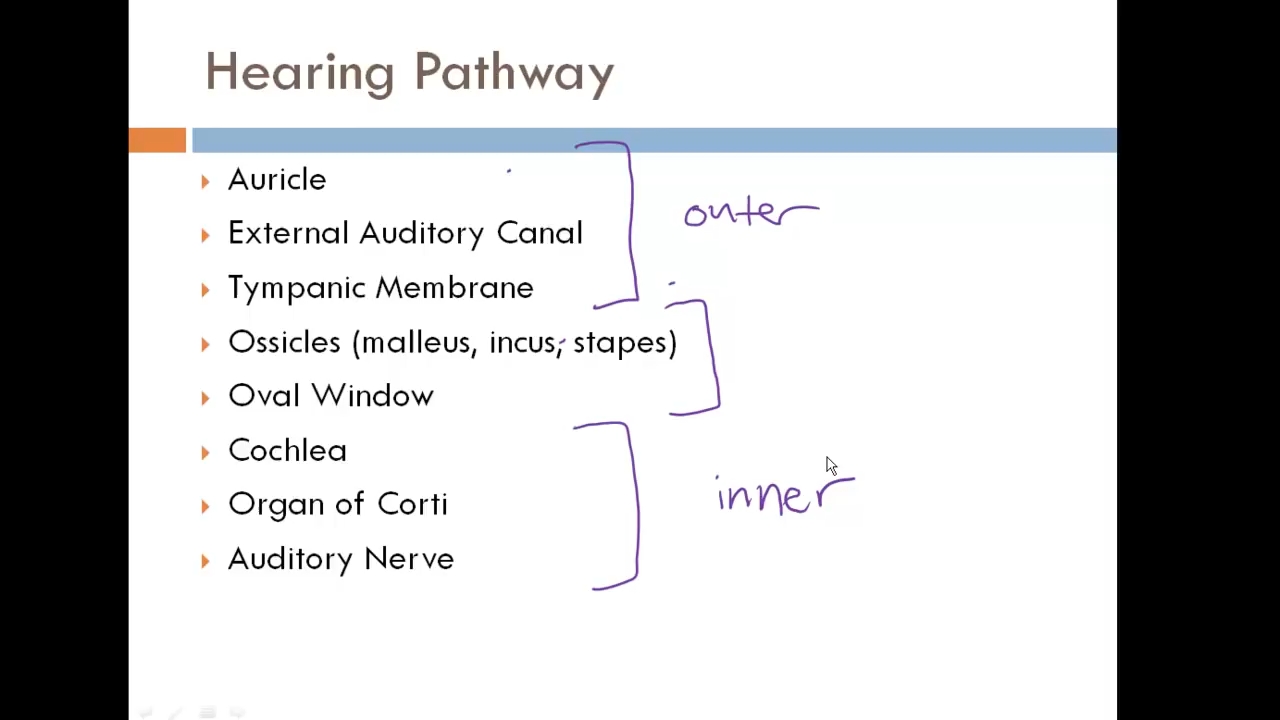 Hearing Pathway
Auricle
outer
External Auditory Canal
Tympanic Membrane
Ossicles (malleus, incus, stapes)
Oval Window
Cochlea
inner
Organ of Corti
Auditory Nerve